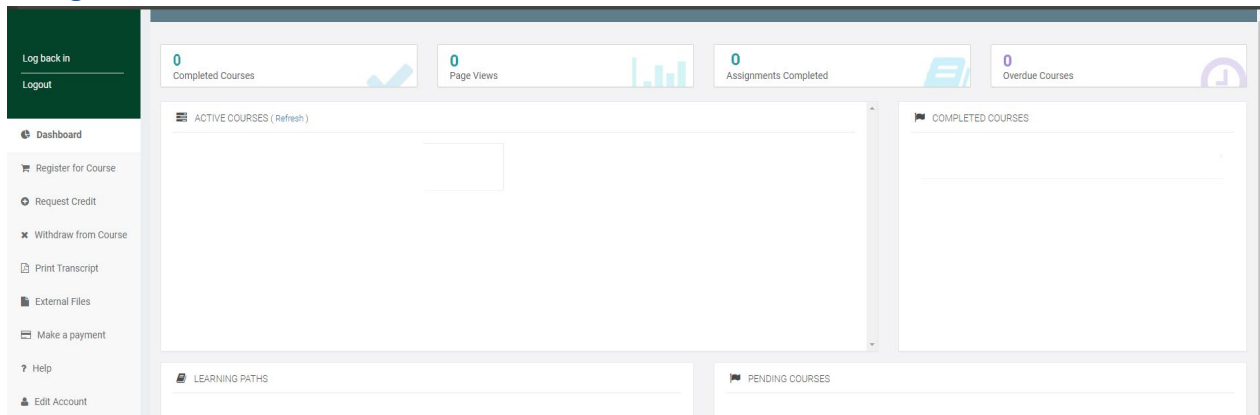 Log back in
Logout
Dashboard
Register for Course
Request Credit
Withdraw from Course
Print Transcript
External Files
Make a payment
? Help
Edit Account
0
Completed Courses
0
Page Views
0
Assignments Completed
0
Overdue Courses
ACTIVE COURSES ( Refresh )
COMPLETED COURSES
LEARNING PATHS
PENDING COURSES